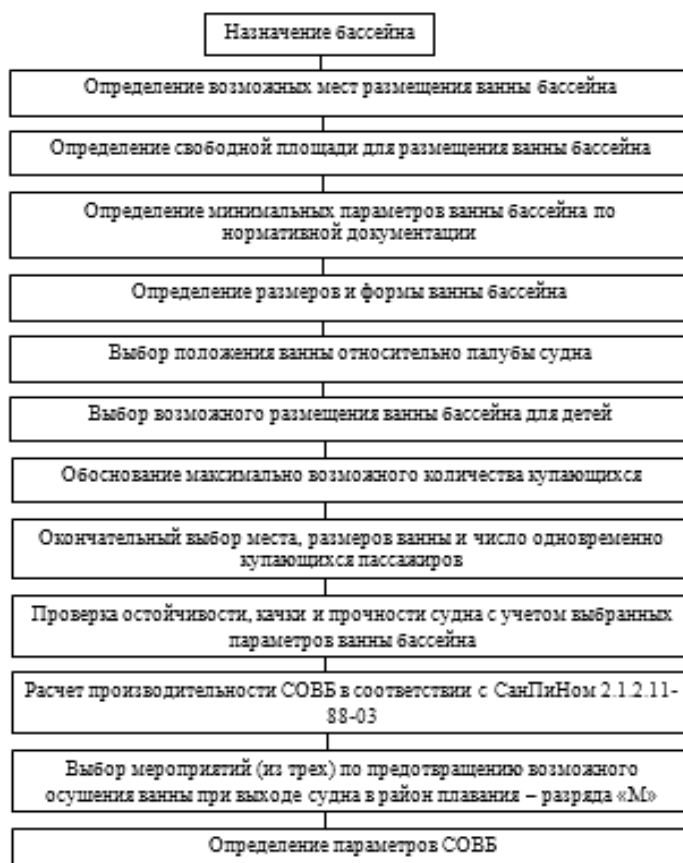 Назначение бассейна
Определение возможных мест размещения ванны бассейна
Определение свободной площади для размещения ванны бассейна
Определение минимальных параметров ванны бассейна по
нормативной документации
Определение размеров и формы ванны бассейна
Выбор положения ванны относительно палубы судна
Выбор возможного размещения ванны бассейна для детей
Обоснование максимально возможного количества купающихся
Окончательный выбор места, размеров ванны и число одновременно
купающихся пассажиров
Проверка остойчивости, качки и прочности судна с учетом выбранных
параметров ванны бассейна
Расчет производительности СОВБ в соответствии с СанПиНом 2.1.2.11-
88-03
Выбор мероприятий (из трех) по предотвращению возможного
осушения ванны при выходе судна в район плавания – разряда «М»
Определение параметров СОВБ